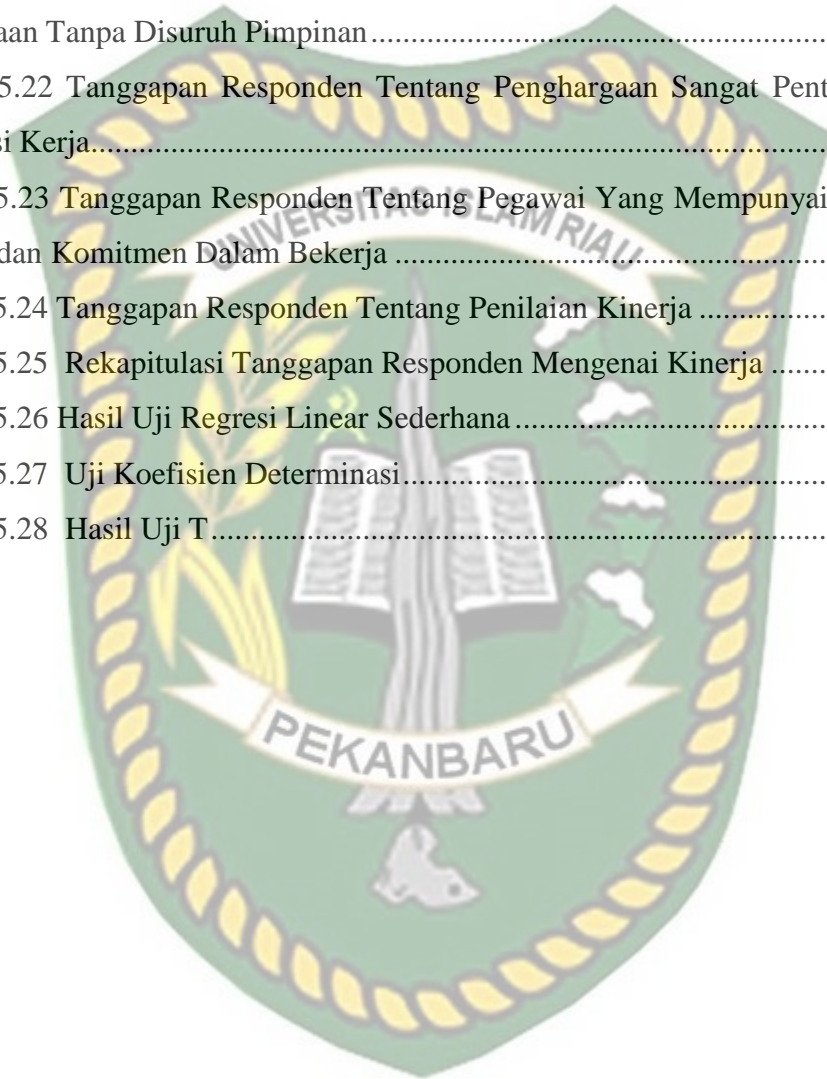 aan Tanpa Disuruh Pimpinan................................................
5.22 Tanggapan Responden Tentang Penghargaan Sangat Pent
si Kerja................................................
5.23 Tanggapan Responden Tentang Pegawai Yang Mempunyai
dan Komitmen Dalam Bekerja ................................................
5.24 Tanggapan Responden Tentang Penilaian Kinerja ................................
5.25 Rekapitulasi Tanggapan Responden Mengenai Kinerja .......
5.26 Hasil Uji Regresi Linear Sederhana ................................................
5.27 Uji Koefisien Determinasi................................................
5.28 Hasil Uji T................................................
UNIVERSITAS ISLAM RIAU
PEKANBARU